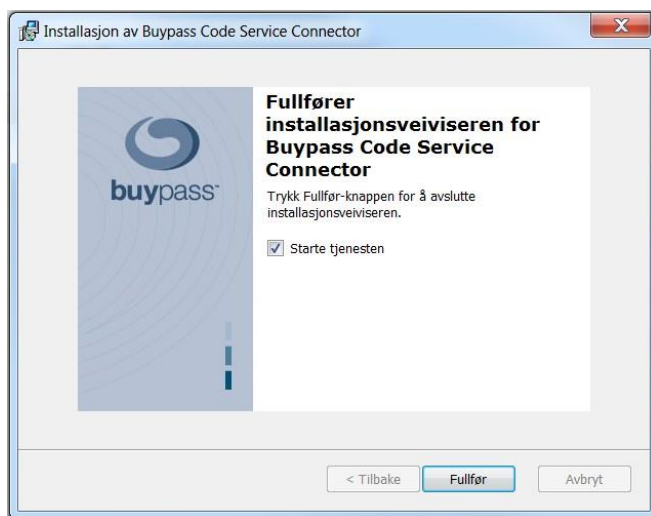 Installasjon av Buypass Code Service Connector
buypass
Fullfører
installasjonsveiviseren for
Buypass Code Service
Connector
Trykk Fullfør-knappen for å avslutte
installasjonsveiviseren.
Starte tjenesten
< Tilbake
Fullfør
Avbryt